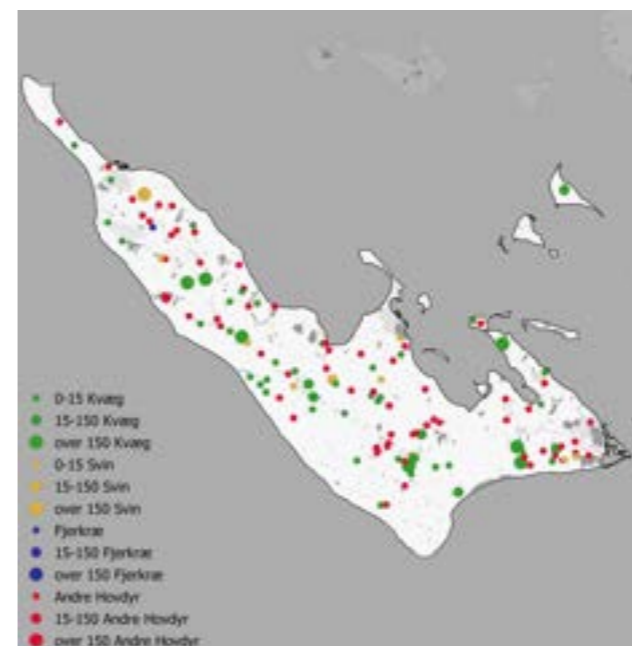 0-15 Kvæg
15-150 Kvæg
over 150 Kvæg
0-15 Svin
15-150 Svin
over 150 Svin
Fjerkræ
15-150 Fjerkræ
over 150 Fjerkræ
Andre Hovdyr
15-150 Andre Hovdyr
over 150 Andre Hovdyr